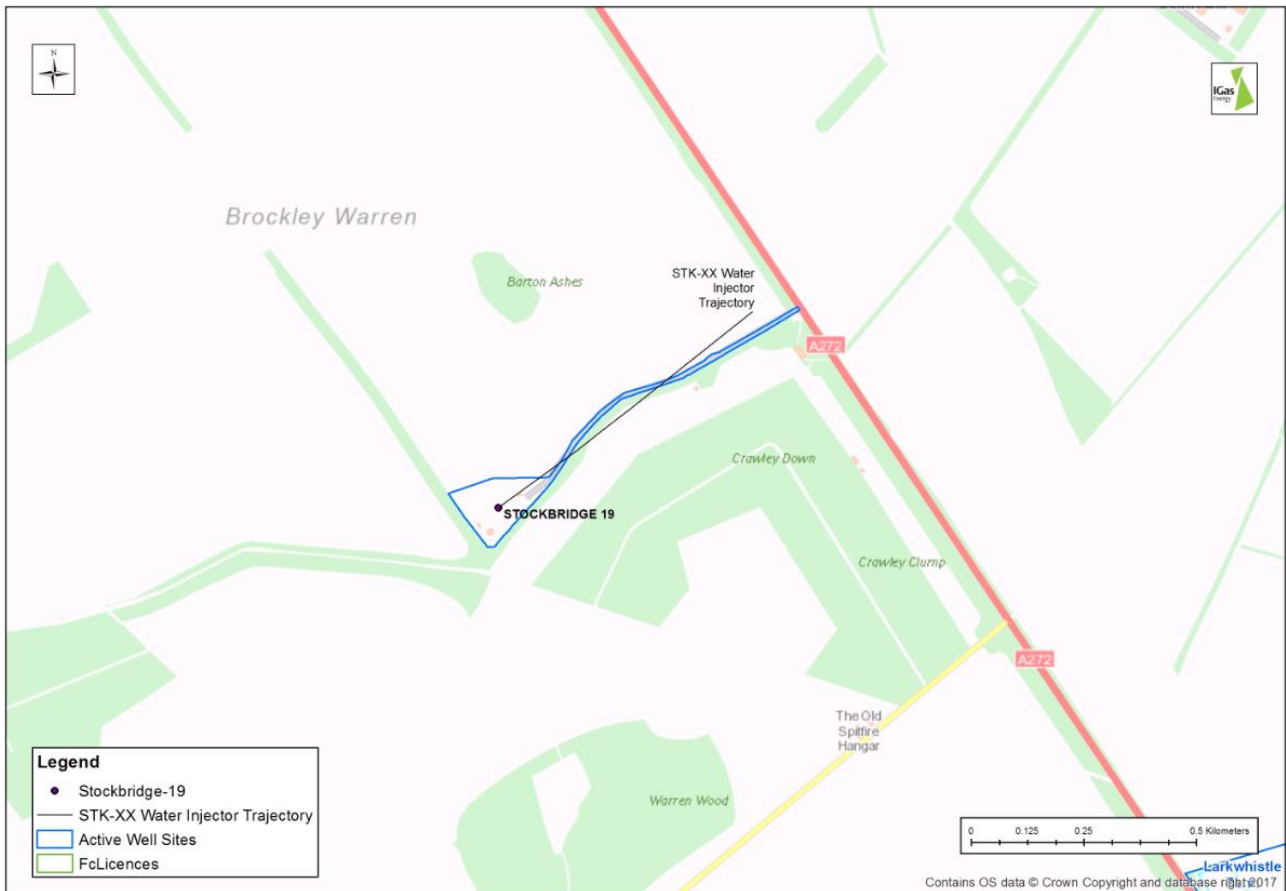 N
IGas
Energy
Brockley Warren
Barton Ashes
STK-XX Water
Injector
Trajectory
A272
Crawley Down
STOCKBRIDGE 19
Crawley Clump
A272
The Old
Spitfire
Hangar
Warren Wood
Legend
Stockbridge-19
STK-XX Water Injector Trajectory
Active Well Sites
FcLicences
0 0.125 0.25 0.5 Kilometers
Larkwhistle
Contains OS data © Crown Copyright and database right 2017